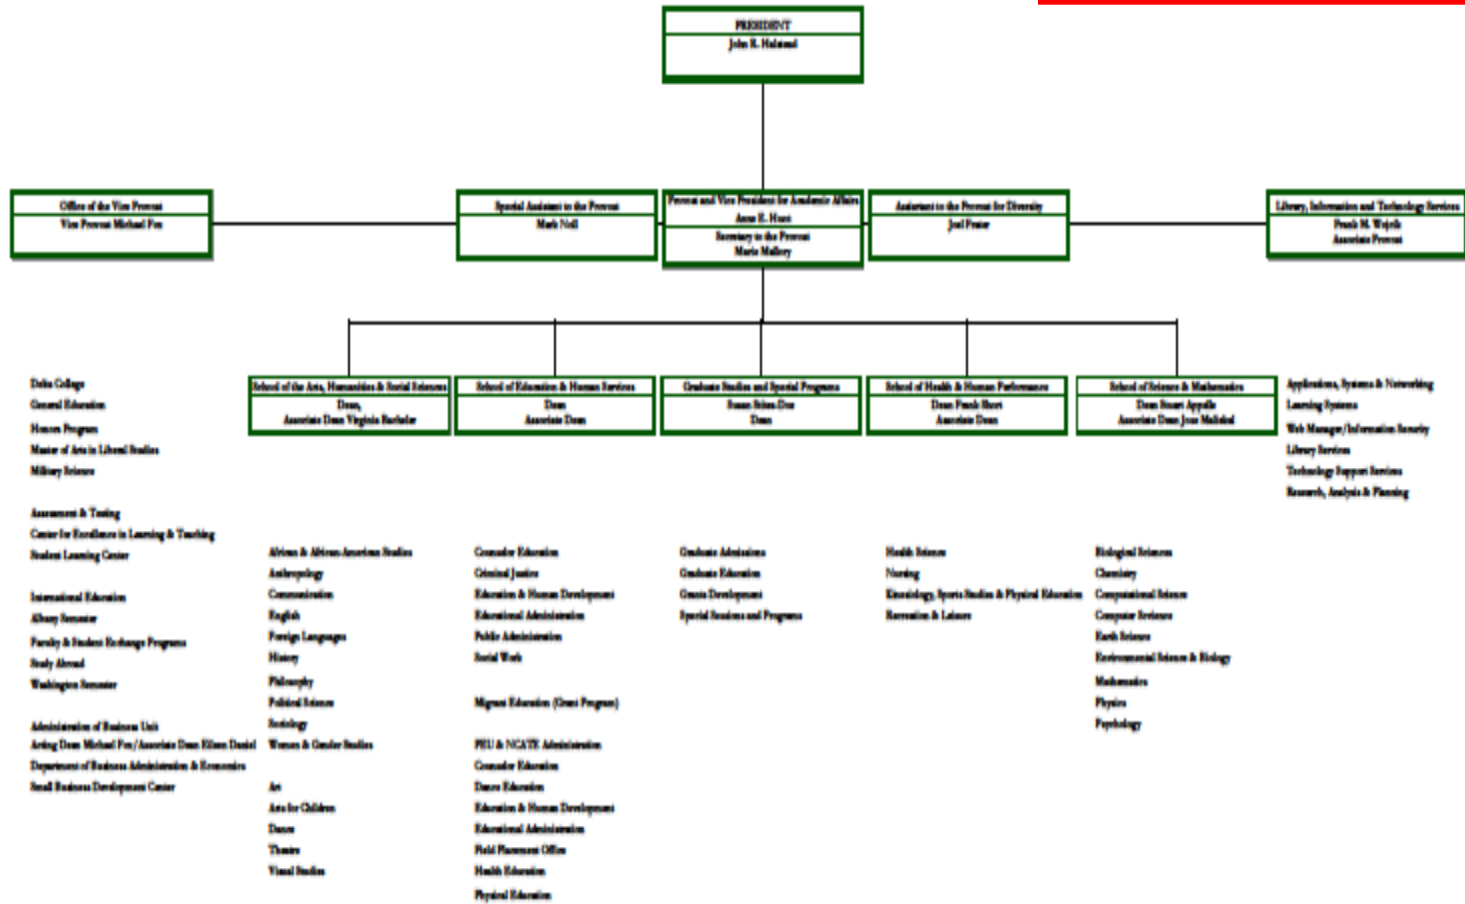 PRESIDENT
John R. Halstead
Office of the Vice Provost
Vice Provost Michael Fox
Special Assistant to the Provost
Mark Noll
Provost and Vice President for Academic Affairs
Anne E. Huot
Secretary to the Provost
Marie Mallory
Assistant to the Provost for Diversity
Joel Frater
Library, Information and Technology Services
Frank M. Wojcik
Associate Provost
School of the Arts, Humanities & Social Sciences
Dean,
Associate Dean Virginia Bacheler
School of Education & Human Services
Dean
Associate Dean
Graduate Studies and Special Programs
Susan
Dean
School of Health & Human Performance
Dean Frank Short
Associate Dean
School of Science & Mathematics
Dean Stuart Appelle
Associate Dean Jose Maliekal
Delta College
General Education
Honors Program
Master of Arts in Liberal Studies
Military Science
Assessment & Testing
Center for Excellence in Learning & Teaching
Student Learning Center
International Education
Albany Semester
Faculty & Student Exchange Programs
Study Abroad
Washington Semester
Administration of Business Unit
Acting Dean Michael Fox/Associate Dean Eileen Daniel
Department of Business Administration & Economics
Small Business Development Center
African & African-American Studies
Anthropology
Communication
English
Foreign Languages
History
Philosophy
Political Science
Sociology
Women & Gender Studies
Art
Arts for Children
Dance
Theatre
Visual Studies
Counselor Education
Criminal Justice
Education & Human Development
Educational Administration
Public Administration
Social Work
Migrant Education (Grant Program)
PEU & NCATE Administration
Counselor Education
Dance Education
Education & Human Development
Educational Administration
Field Placement Office
Health Education
Physical Education
Graduate Admissions
Graduate Education
Grants Development
Special Sessions and Programs
Health Science
Nursing
Kinesiology, Sports Studies & Physical Education
Recreation & Leisure
Biological Sciences
Chemistry
Computational Science
Computer
Earth Science
Environmental Science & Biology
Mathematics
Physics
Psychology
Applications, Systems & Networking
Learning Systems
Web Manager/Information Security
Library Services
Technology Support Services
Research, Analysis & Planning